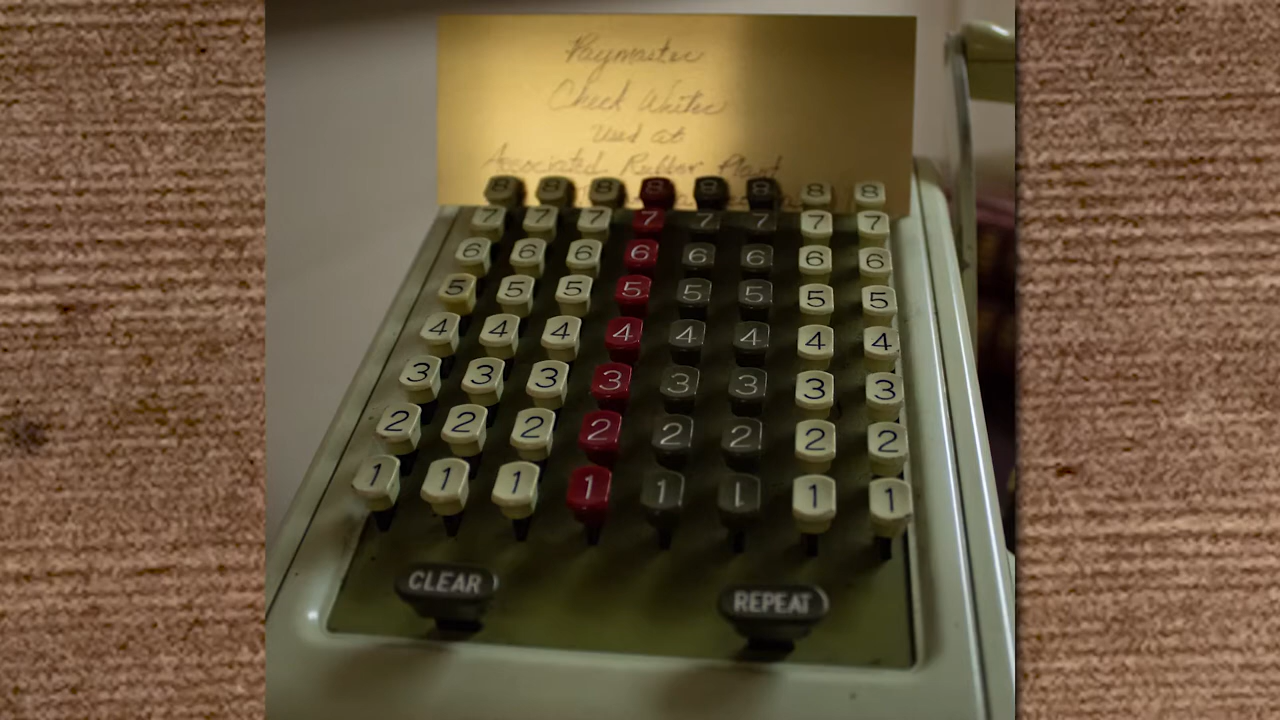 Paymaster
Check Writer
Used at
Associated Rubber Plant
8 8 8 8 8 8 8 8
7 7 7 7 7 7 7 7
6 6 6 6 6 6 6 6
5 5 5 5 5 5 5 5
4 4 4 4 4 4 4 4
3 3 3 3 3 3 3 3
2 2 2 2 2 2 2 2
1 1 1 1 1 1 1 1
CLEAR REPEAT